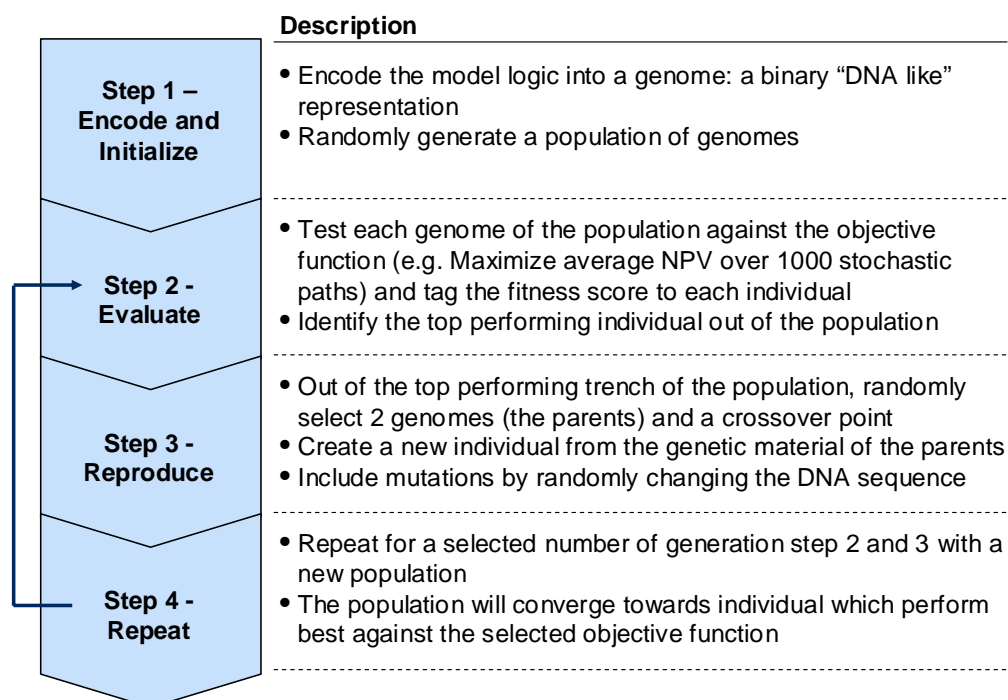 Description
Step 1 –
Encode and
Initialize
• Encode the model logic into a genome: a binary “DNA like”
representation
• Randomly generate a population of genomes
Step 2 -
Evaluate
• Test each genome of the population against the objective
function (e.g. Maximize average NPV over 1000 stochastic
paths) and tag the fitness score to each individual
• Identify the top performing individual out of the population
Step 3 -
Reproduce
• Out of the top performing trench of the population, randomly
select 2 genomes (the parents) and a crossover point
• Create a new individual from the genetic material of the parents
• Include mutations by randomly changing the DNA sequence
Step 4 -
Repeat
• Repeat for a selected number of generation step 2 and 3 with a
new population
• The population will converge towards individual which perform
best against the selected objective function